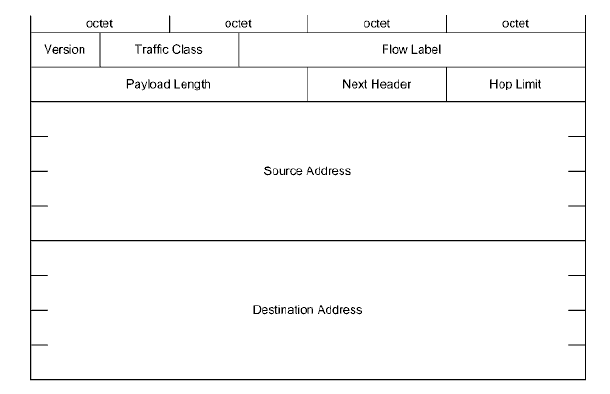 octet octet octet octet
Version Traffic Class Flow Label
Payload Length Next Header Hop Limit
Source Address
Destination Address